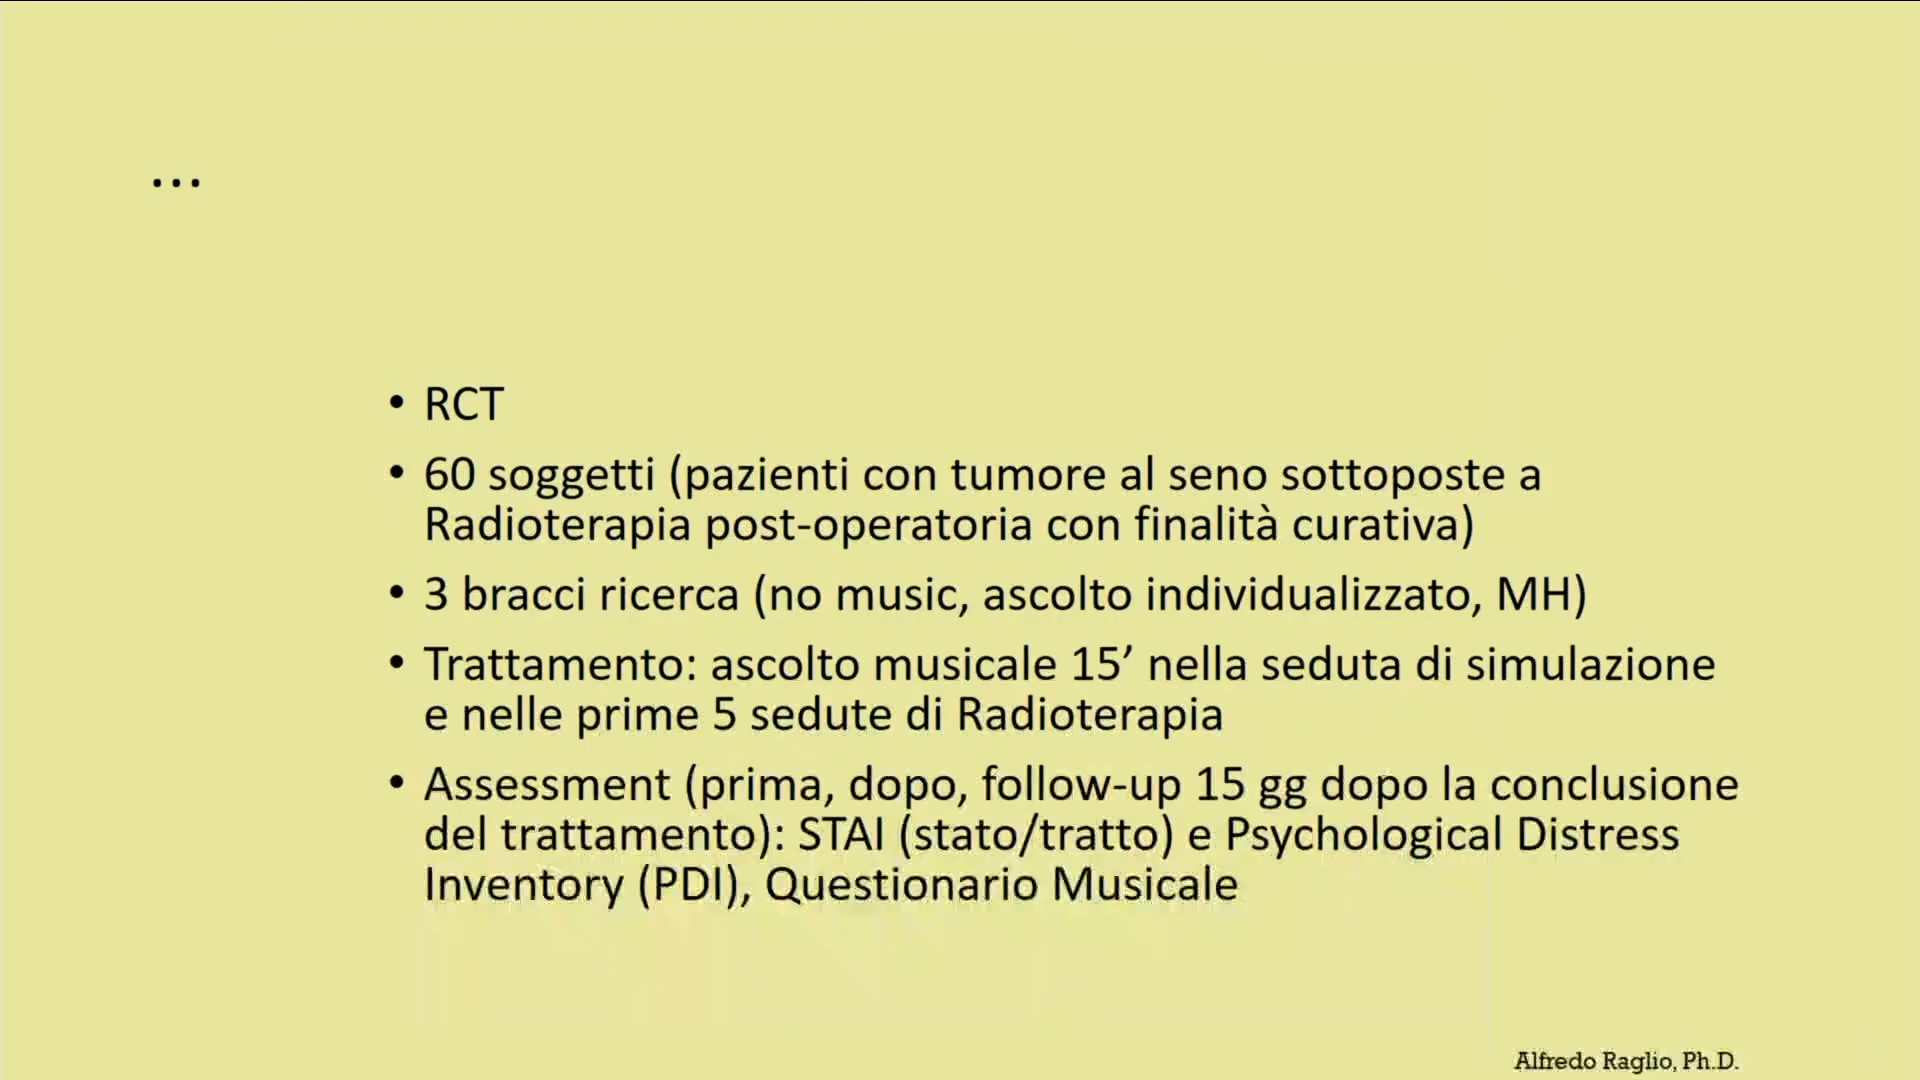 ...
• RCT
• 60 soggetti (pazienti con tumore al seno sottoposte a
Radioterapia post-operatoria con finalità curativa)
• 3 bracci ricerca (no music, ascolto individualizzato, MH)
• Trattamento: ascolto musicale 15’ nella seduta di simulazione
e nelle prime 5 sedute di Radioterapia
• Assessment (prima, dopo, follow-up 15 gg dopo la conclusione
del trattamento): STAI (stato/tratto) e Psychological Distress
Inventory (PDI), Questionario Musicale
Alfredo Raglio, Ph.D.